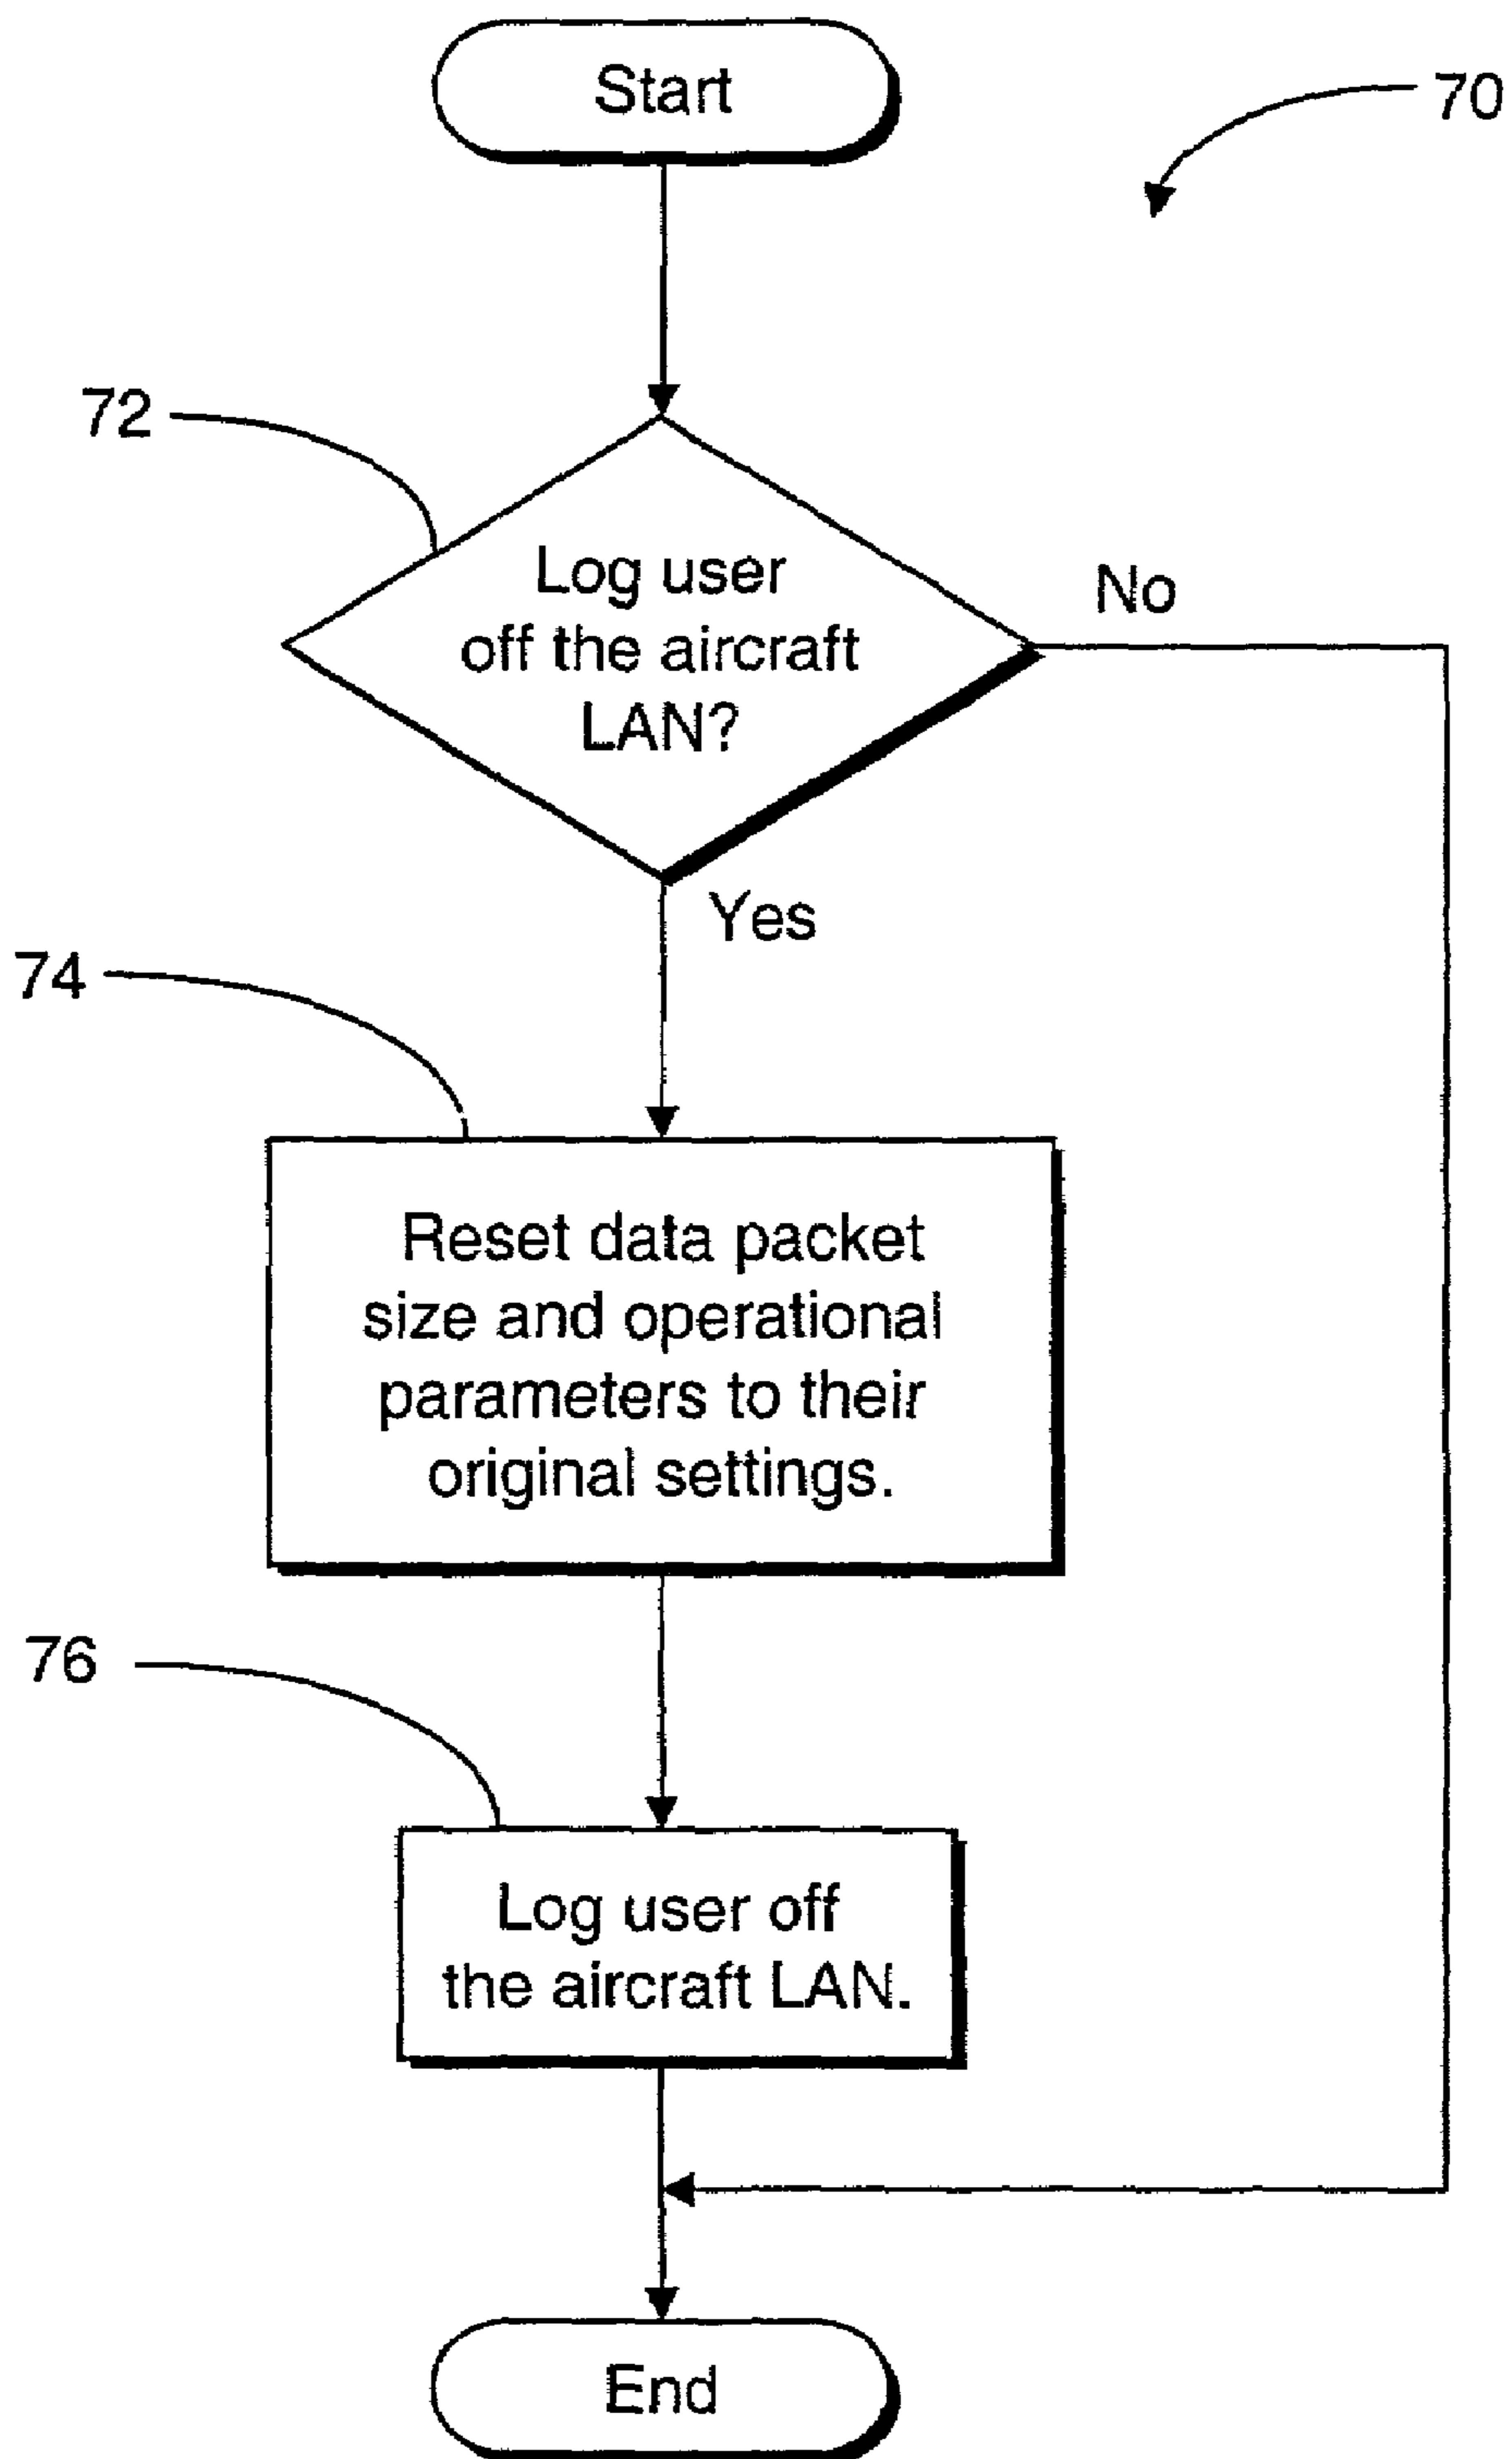 Start
70
72
Log user
off the aircraft
LAN?
No
Yes
74
Reset data packet
size and operational
parameters to their
original settings.
76
Log user off
the aircraft LAN.
End